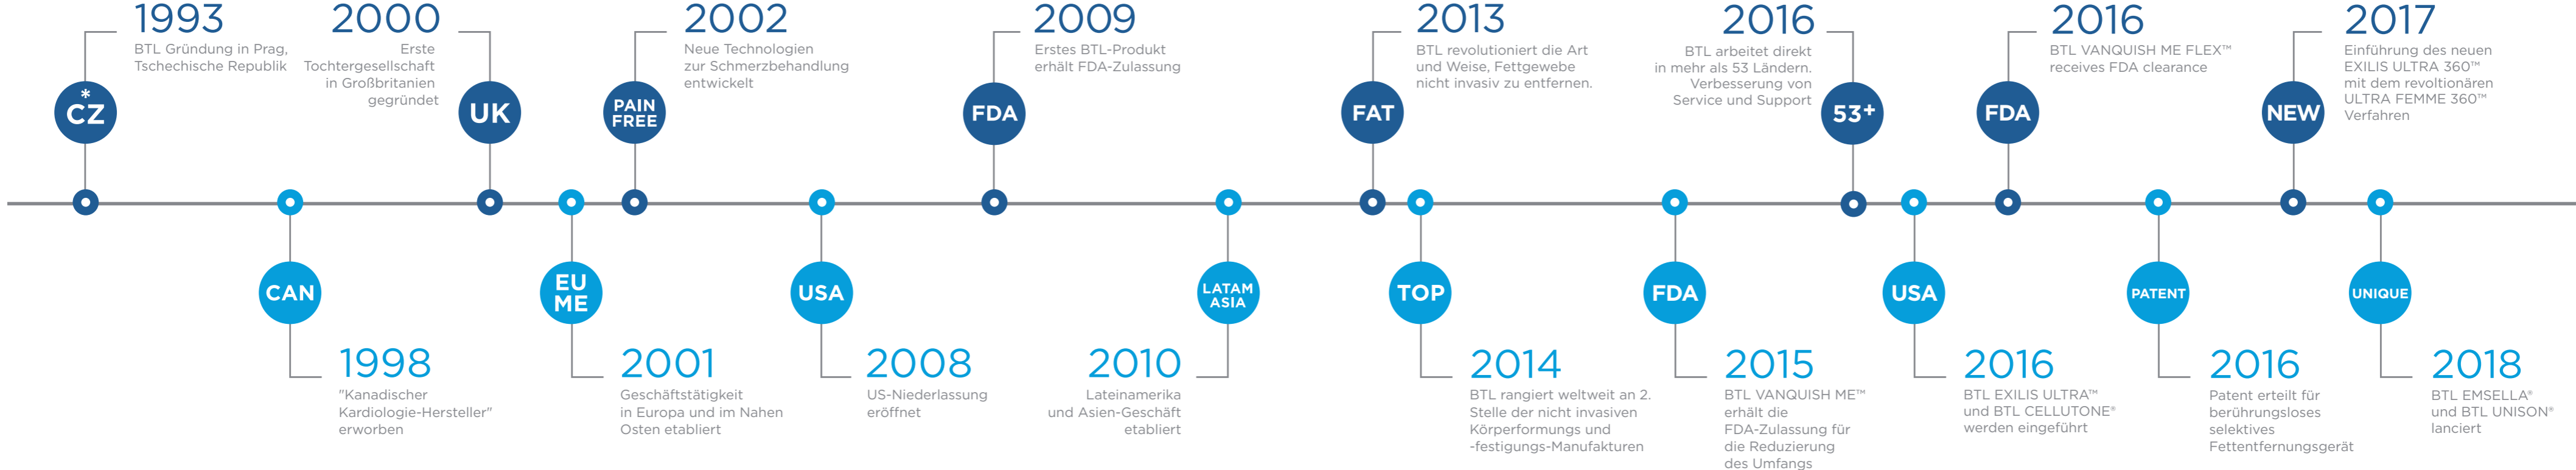 1993
BTL Gründung in Prag,
Tschechische Republik
*
CZ
CAN
1998
"Kanadischer
Kardiologie-Hersteller"
erworben
2000
Erste
Tochtergesellschaft
in Großbritanien
gegründet
UK
EU
ME
2001
Geschäftstätigkeit
in Europa und im Nahen
Osten etabliert
2002
Neue Technologien
zur Schmerzbehandlung
entwickelt
PAIN
FREE
USA
2008
US-Niederlassung
eröffnet
2009
Erstes BTL-Produkt
erhält FDA-Zulassung
FDA
LATAM
ASIA
2010
Lateinamerika
und Asien-Geschäft
etabliert
2013
BTL revolutioniert die Art
und Weise, Fettgewebe
nicht invasiv zu entfernen.
FAT
TOP
2014
BTL rangiert weltweit an 2.
Stelle der nicht invasiven
Körperformungs und
-festigungs-Manufakturen
FDA
2015
BTL VANQUISH ME™
erhält die
FDA-Zulassung für
die Reduzierung
des Umfangs
2016
BTL arbeitet direkt
in mehr als 53 Ländern.
Verbesserung von
Service und Support
53+
USA
2016
BTL EXILIS ULTRA™
und BTL CELLUTONE®
werden eingeführt
2016
BTL VANQUISH ME FLEX™
receives FDA clearance
FDA
PATENT
2016
Patent erteilt für
berührungsloses
selektives
Fettentfernungsgerät
2017
Einführung des neuen
EXILIS ULTRA 360™
mit dem revoltionären
ULTRA FEMME 360™
Verfahren
NEW
UNIQUE
2018
BTL EMSELLA®
und BTL UNISON®
lanciert